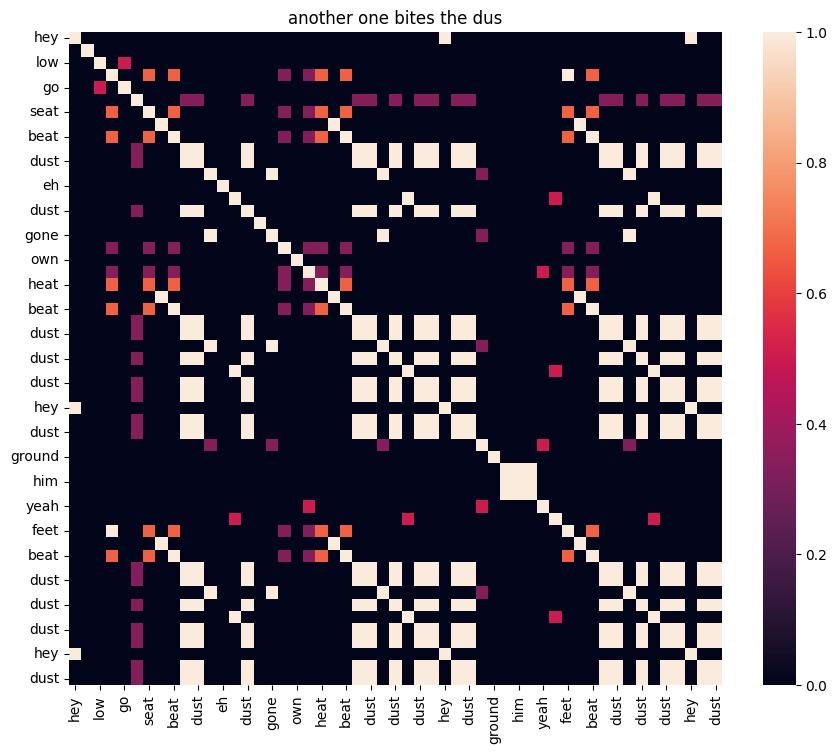 another one bites the dus
hey
low
go
seat
beat
dust
eh
dust
gone
own
heat
beat
dust
dust
dust
hey
dust
ground
him
yeah
feet
beat
dust
dust
dust
hey
dust
1.0
0.8
0.6
0.4
0.2
0.0
hey
low
go
seat
beat
dust
eh
dust
gone
own
heat
beat
dust
dust
dust
hey
dust
ground
him
yeah
feet
beat
dust
dust
dust
hey
dust